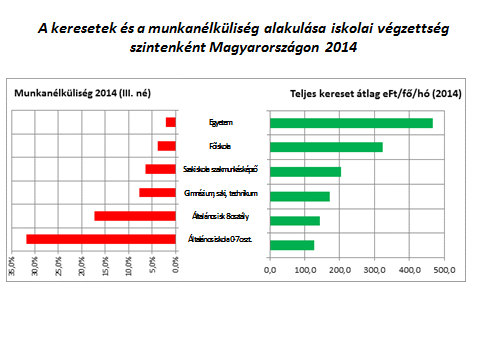 A keresetek és a munkanélküliség alakulása iskolai végzettség
szintenként Magyarországon 2014
Munkanélküliség 2014 (III. né)
Teljes kereset átlag eFt/fő/hó (2014)
Egyetem
Főiskola
Szakiskola szakmunkásképző
Gimnázium, szki, technikum
Általános isk 8 osztály
Általános iskola 0-7 oszt.
35,0%
30,0%
25,0%
20,0%
15,0%
10,0%
5,0%
0,0%
0,0
100,0
200,0
300,0
400,0
500,0